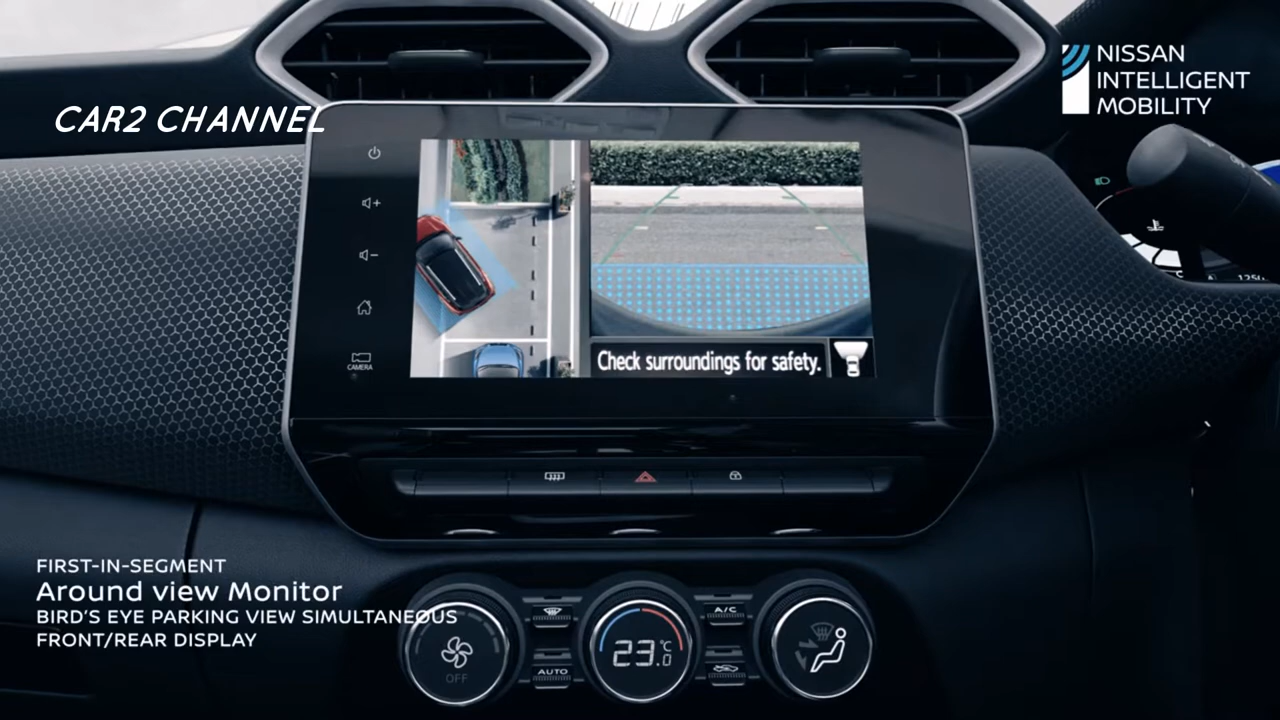 CAR2 CHANNEL
NISSAN
INTELLIGENT
MOBILITY
CAMERA
Check surroundings for safety.
FIRST-IN-SEGMENT
Around view Monitor
BIRD'S EYE PARKING VIEW SIMULTANEOUS
FRONT/REAR DISPLAY
OFF
AUTO
23.0
°C
A/C